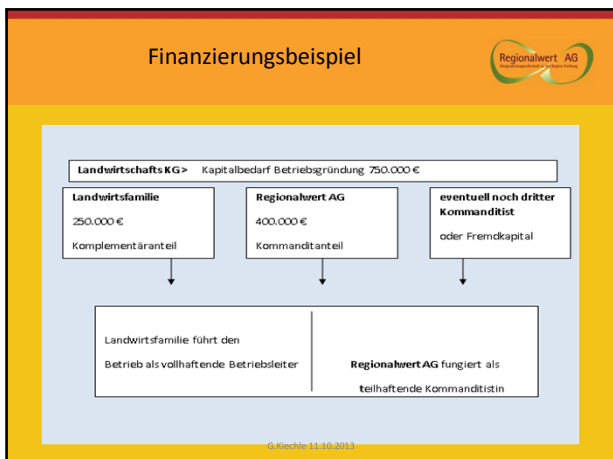 Finanzierungsbeispiel
Regionalwert AG
Landwirtschafts KG> Kapitalbedarf Betriebsgründung 750.000 €
Landwirtsfamilie
250.000 €
Komplementäranteil
Regionalwert AG
400.000 €
Kommanditanteil
eventuell noch dritter
Kommanditist
oder Fremdkapital
Landwirtsfamilie führt den
Betrieb als vollhaftende Betriebsleiter
Regionalwert AG fungiert als
teilhaftende Kommanditistin
G.Kiechle 11.10.2013